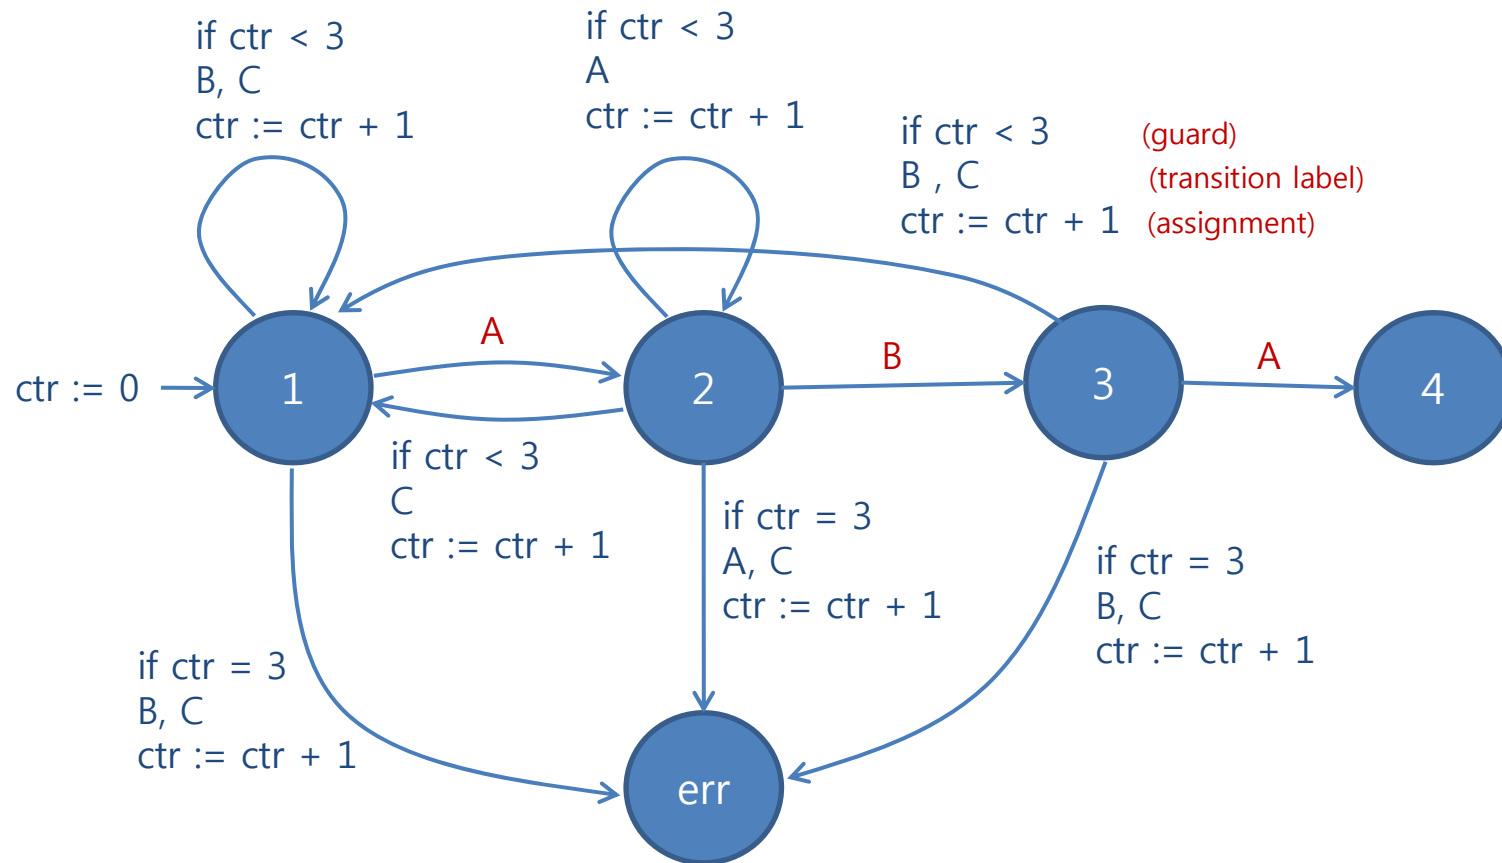 if ctr < 3
B, C
ctr := ctr + 1
if ctr < 3
A
ctr := ctr + 1
if ctr < 3 (guard)
B , C (transition label)
ctr := ctr + 1 (assignment)
A
B
A
ctr := 0
1
2
3
4
if ctr < 3
C
ctr := ctr + 1
if ctr = 3
A, C
ctr := ctr + 1
if ctr = 3
B, C
ctr := ctr + 1
if ctr = 3
B, C
ctr := ctr + 1
err